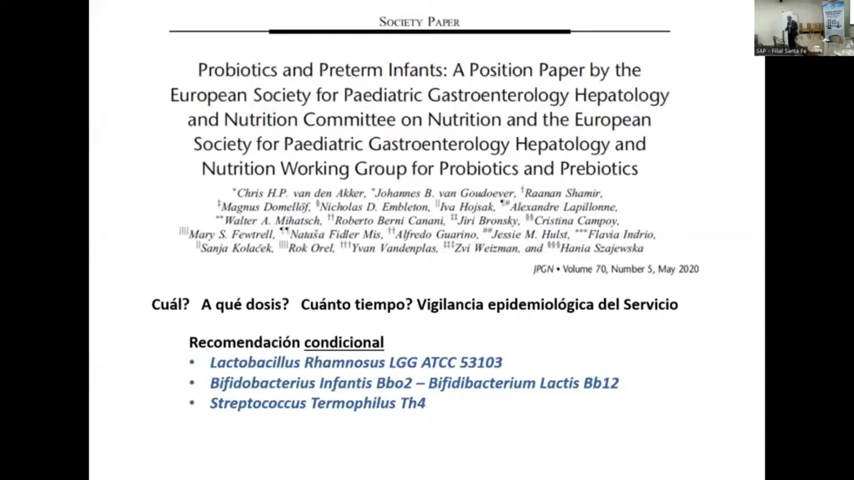 SOCIETY PAPER
Probiotics and Preterm Infants: A Position Paper by the
European Society for Paediatric Gastroenterology Hepatology
and Nutrition Committee on Nutrition and the European
Society for Paediatric Gastroenterology Hepatology and
Nutrition Working Group for Probiotics and Prebiotics
*Chris H.P. van den Akker, *Johannes B. van Goudoever, †Raanan Shamir,
‡Magnus Domellöf, §Nicholas D. Embleton, ||Iva Hojsak, ¶#Alexandre Lapillonne,
**Walter A. Mihatsch, ††Roberto Berni Canani, ‡‡Jiri Bronsky, §§Cristina Campoy,
||||Mary S. Fewtrell, ¶¶Nataša Fidler Mis, ††Alfredo Guarino, ##Jessie M. Hulst, ***Flavia Indrio,
||Sanja Kolaček, ||||Rok Orel, †††Yvan Vandenplas, ‡‡‡Zvi Weizman, and §§§Hania Szajewska
JPGN • Volume 70, Number 5, May 2020
Cuál? A qué dosis? Cuánto tiempo? Vigilancia epidemiológica del Servicio
Recomendación condicional
• Lactobacillus Rhamnosus LGG ATCC 53103
• Bifidobacterius Infantis Bbo2 – Bifidibacterium Lactis Bb12
• Streptococcus Termophilus Th4
SAP - Filial Santa Fe